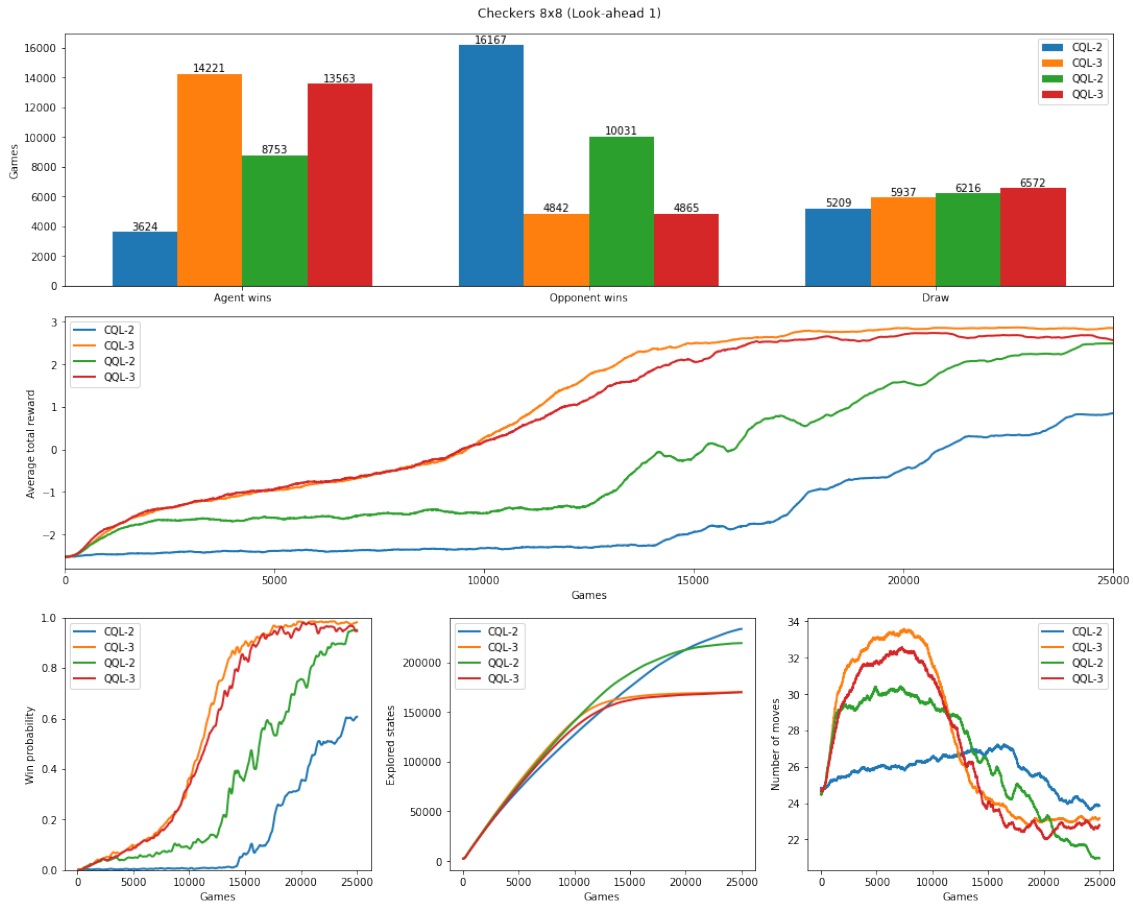 Checkers 8x8 (Look-ahead 1)
Games
16000
14000
12000
10000
8000
6000
4000
2000
0
3624
14221
8753
13563
16167
4842
10031
4865
5209
5937
6216
6572
CQL-2
CQL-3
QQL-2
QQL-3
Agent wins
Opponent wins
Draw
Average total reward
3
2
1
0
−1
−2
CQL-2
CQL-3
QQL-2
QQL-3
0
5000
10000
15000
20000
25000
Games
Win probability
1.0
0.8
0.6
0.4
0.2
0.0
CQL-2
CQL-3
QQL-2
QQL-3
0
5000
10000
15000
20000
25000
Games
Explored states
200000
150000
100000
50000
0
CQL-2
CQL-3
QQL-2
QQL-3
0
5000
10000
15000
20000
25000
Games
Number of moves
34
32
30
28
26
24
22
CQL-2
CQL-3
QQL-2
QQL-3
0
5000
10000
15000
20000
25000
Games